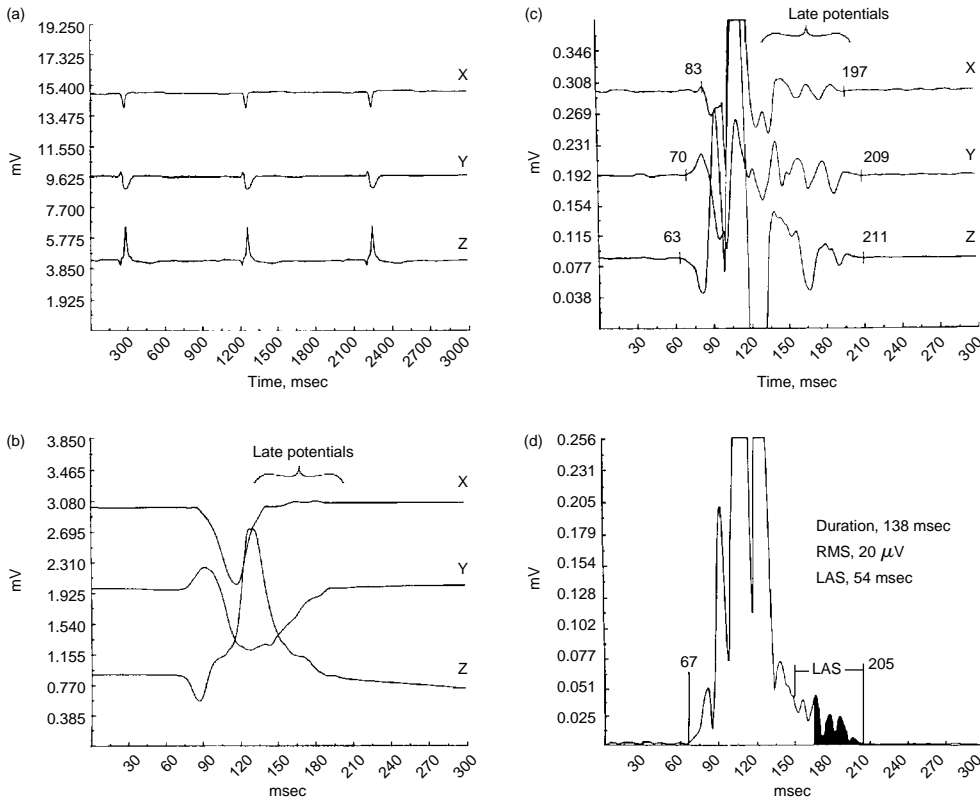 (a)
19.250
17.325
15.400
13.475
11.550
9.625
7.700
5.775
3.850
1.925
mV
X
Y
Z
300 600 900 1200 1500 1800 2100 2400 2700 3000
Time, msec
(c)
Late potentials
0.346
0.308
0.269
0.231
0.192
0.154
0.115
0.077
0.038
mV
83
197
X
70
209
Y
63
211
Z
30 60 90 120 150 180 210 240 270 300
Time, msec
(b)
3.850
3.465
3.080
2.695
2.310
1.925
1.540
1.155
0.770
0.385
mV
Late potentials
X
Y
Z
30 60 90 120 150 180 210 240 270 300
msec
(d)
0.256
0.231
0.205
0.179
0.154
0.128
0.102
0.077
0.051
0.025
mV
Duration, 138 msec
RMS, 20 μV
LAS, 54 msec
67
LAS
205
30 60 90 120 150 180 210 240 270 300
msec